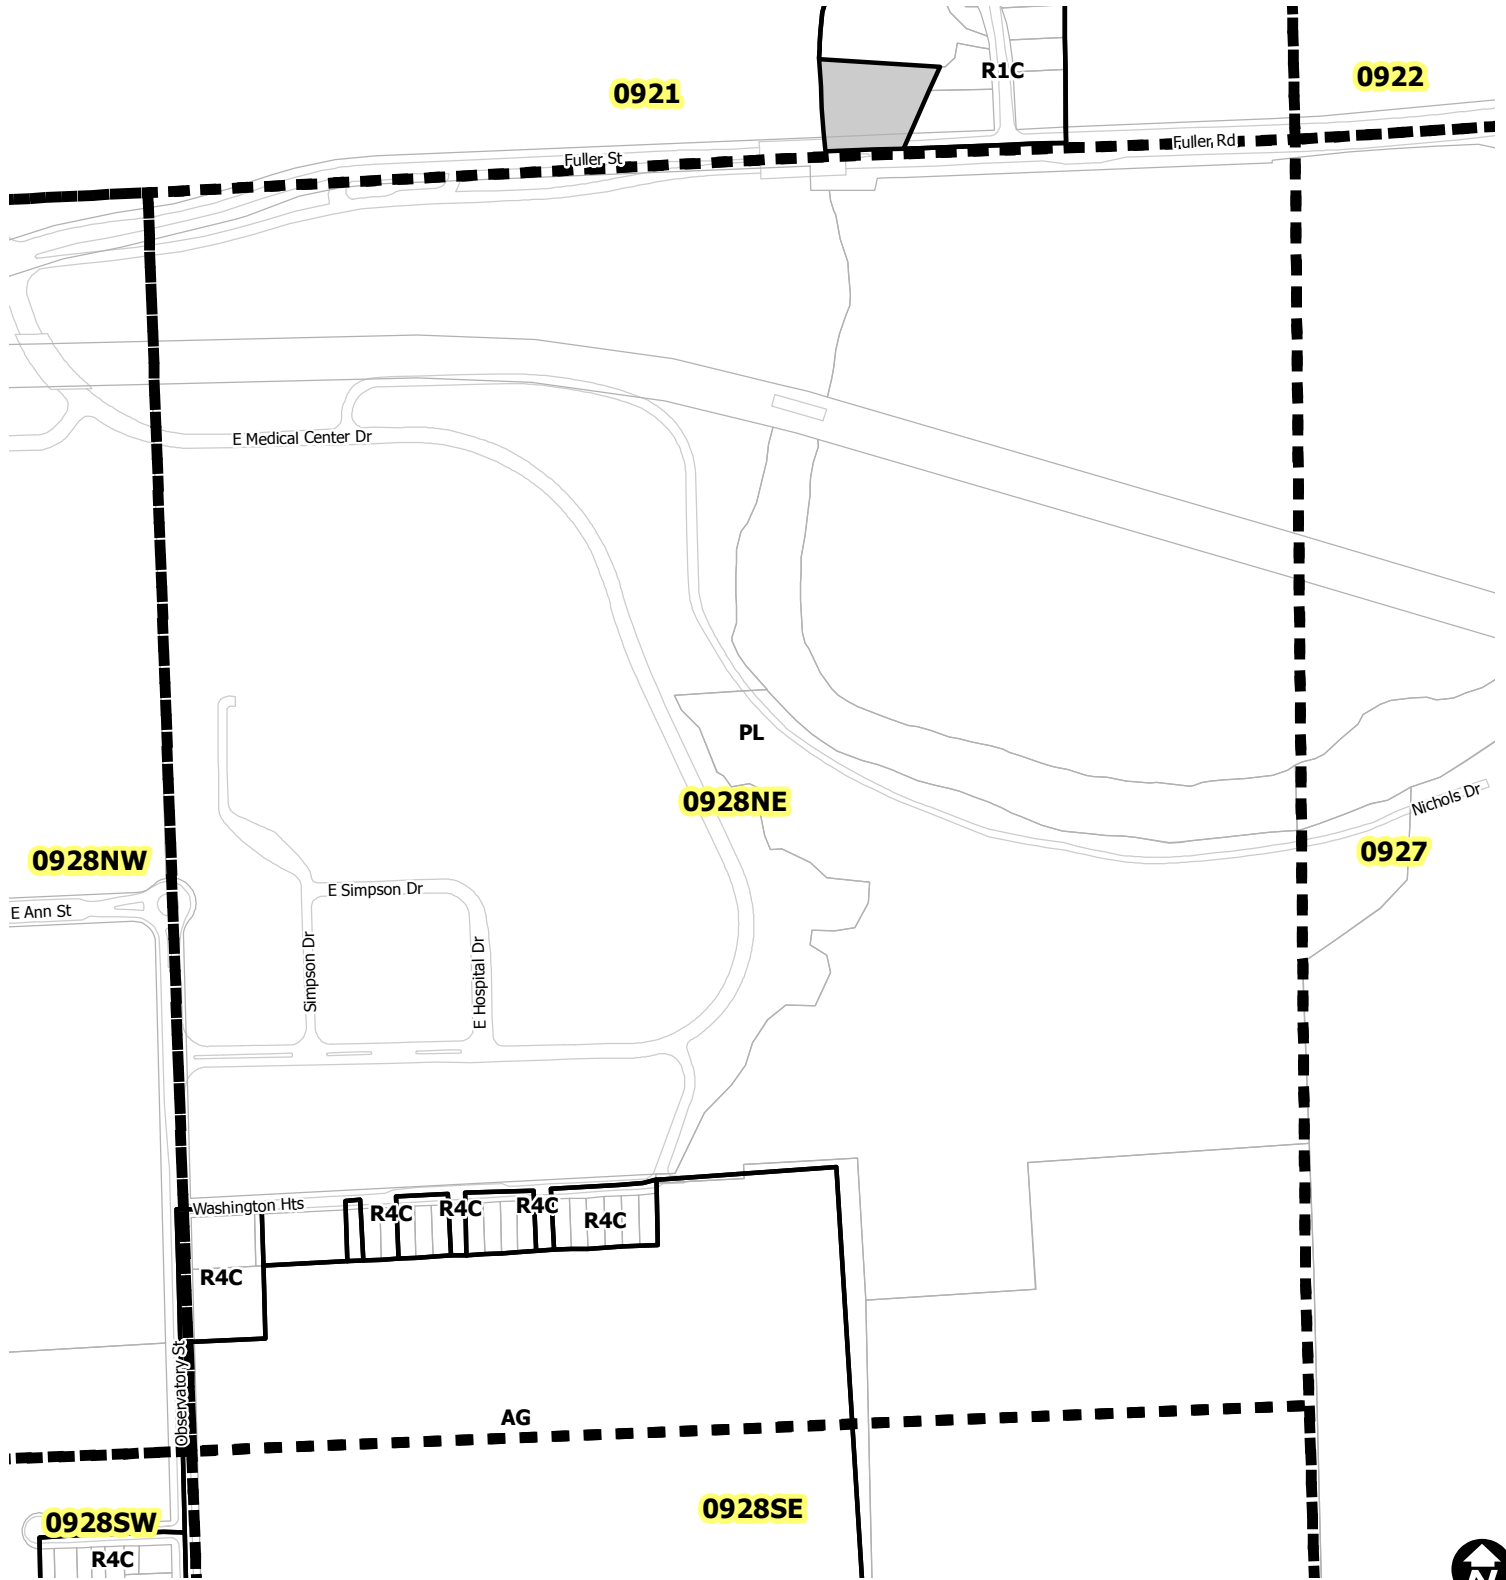 R1C
0922
0921
Fuller Rd
Fuller St
E Medical Center Dr
PL
0928NE
Nichols Dr
0928NW
0927
E Simpson Dr
E Ann St
Simpson Dr
E Hospital Dr
Washington Hts
R4C
R4C
R4C
R4C
R4C
Observatory St
AG
0928SE
0928SW
R4C
N